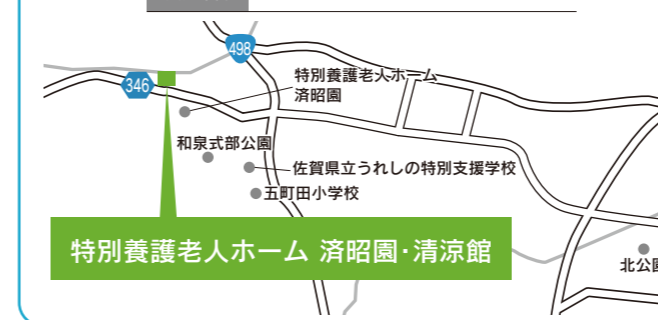 498
特別養護老人ホーム
済昭園
346
和泉式部公園
佐賀県立うれしの特別支援学校
五町田小学校
特別養護老人ホーム 済昭園・清涼館
北公園